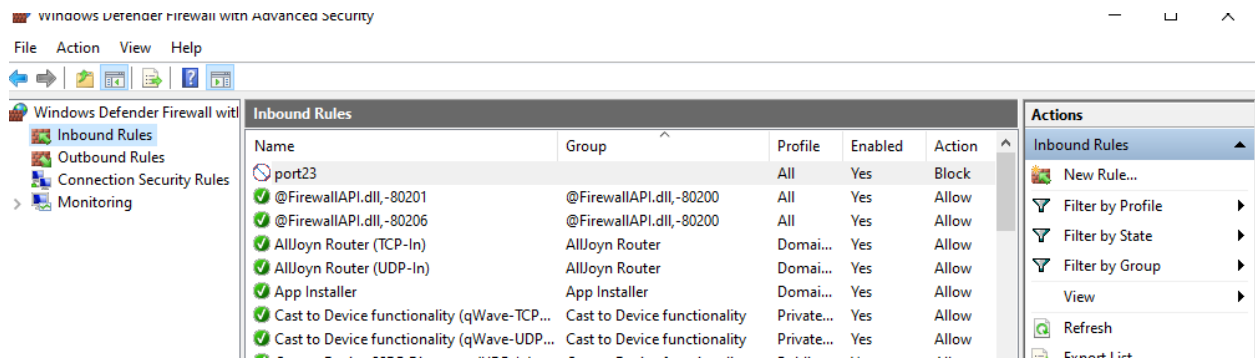 Windows Defender Firewall with Advanced Security
File Action View Help
Windows Defender Firewall witl
Inbound Rules
Outbound Rules
Connection Security Rules
Monitoring
Inbound Rules
Name Group Profile Enabled Action
port23 All Yes Block
@FirewallAPI.dll,-80201 @FirewallAPI.dll,-80200 All Yes Allow
@FirewallAPI.dll,-80206 @FirewallAPI.dll,-80200 All Yes Allow
AllJoyn Router (TCP-In) AllJoyn Router Domai... Yes Allow
AllJoyn Router (UDP-In) AllJoyn Router Domai... Yes Allow
App Installer App Installer Domai... Yes Allow
Cast to Device functionality (qWave-TCP... Cast to Device functionality Private... Yes Allow
Cast to Device functionality (qWave-UDP... Cast to Device functionality Private... Yes Allow
Actions
Inbound Rules
New Rule...
Filter by Profile
Filter by State
Filter by Group
View
Refresh
Export List